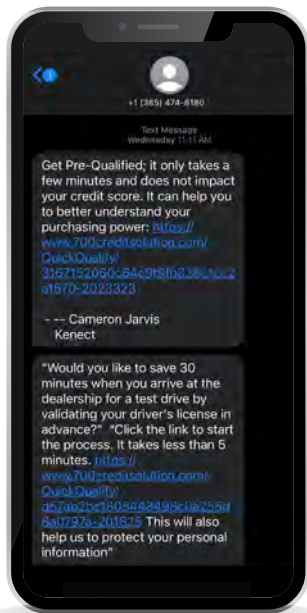 +1 (385) 474-8180
Text Message
Wednesday 11:11 AM
Get Pre-Qualified; it only takes a
few minutes and does not impact
your credit score. It can help you
to better understand your
purchasing power: https://
www.700creditsolution.com/
QuickQualify/
- -- Cameron Jarvis
Kenect
"Would you like to save 30
minutes when you arrive at the
dealership for a test drive by
validating your driver's license in
advance?" "Click the link to start
the process. It takes less than 5
minutes. https://
www.700creditsolution.com/
QuickQualify/
This will also
help us to protect your personal
information"